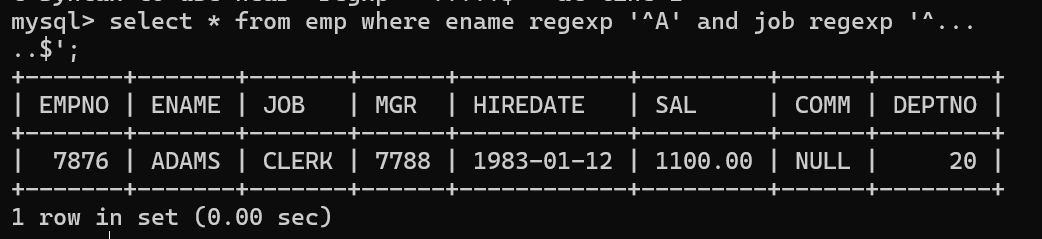 mysql> select * from emp where ename regexp '^A' and job regexp '^...
..$';
+-------+-------+-------+------+------------+---------+------+--------+
| EMPNO | ENAME | JOB   | MGR  | HIREDATE   | SAL     | COMM | DEPTNO |
+-------+-------+-------+------+------------+---------+------+--------+
|  7876 | ADAMS | CLERK | 7788 | 1983-01-12 | 1100.00 | NULL |     20 |
+-------+-------+-------+------+------------+---------+------+--------+
1 row in set (0.00 sec)